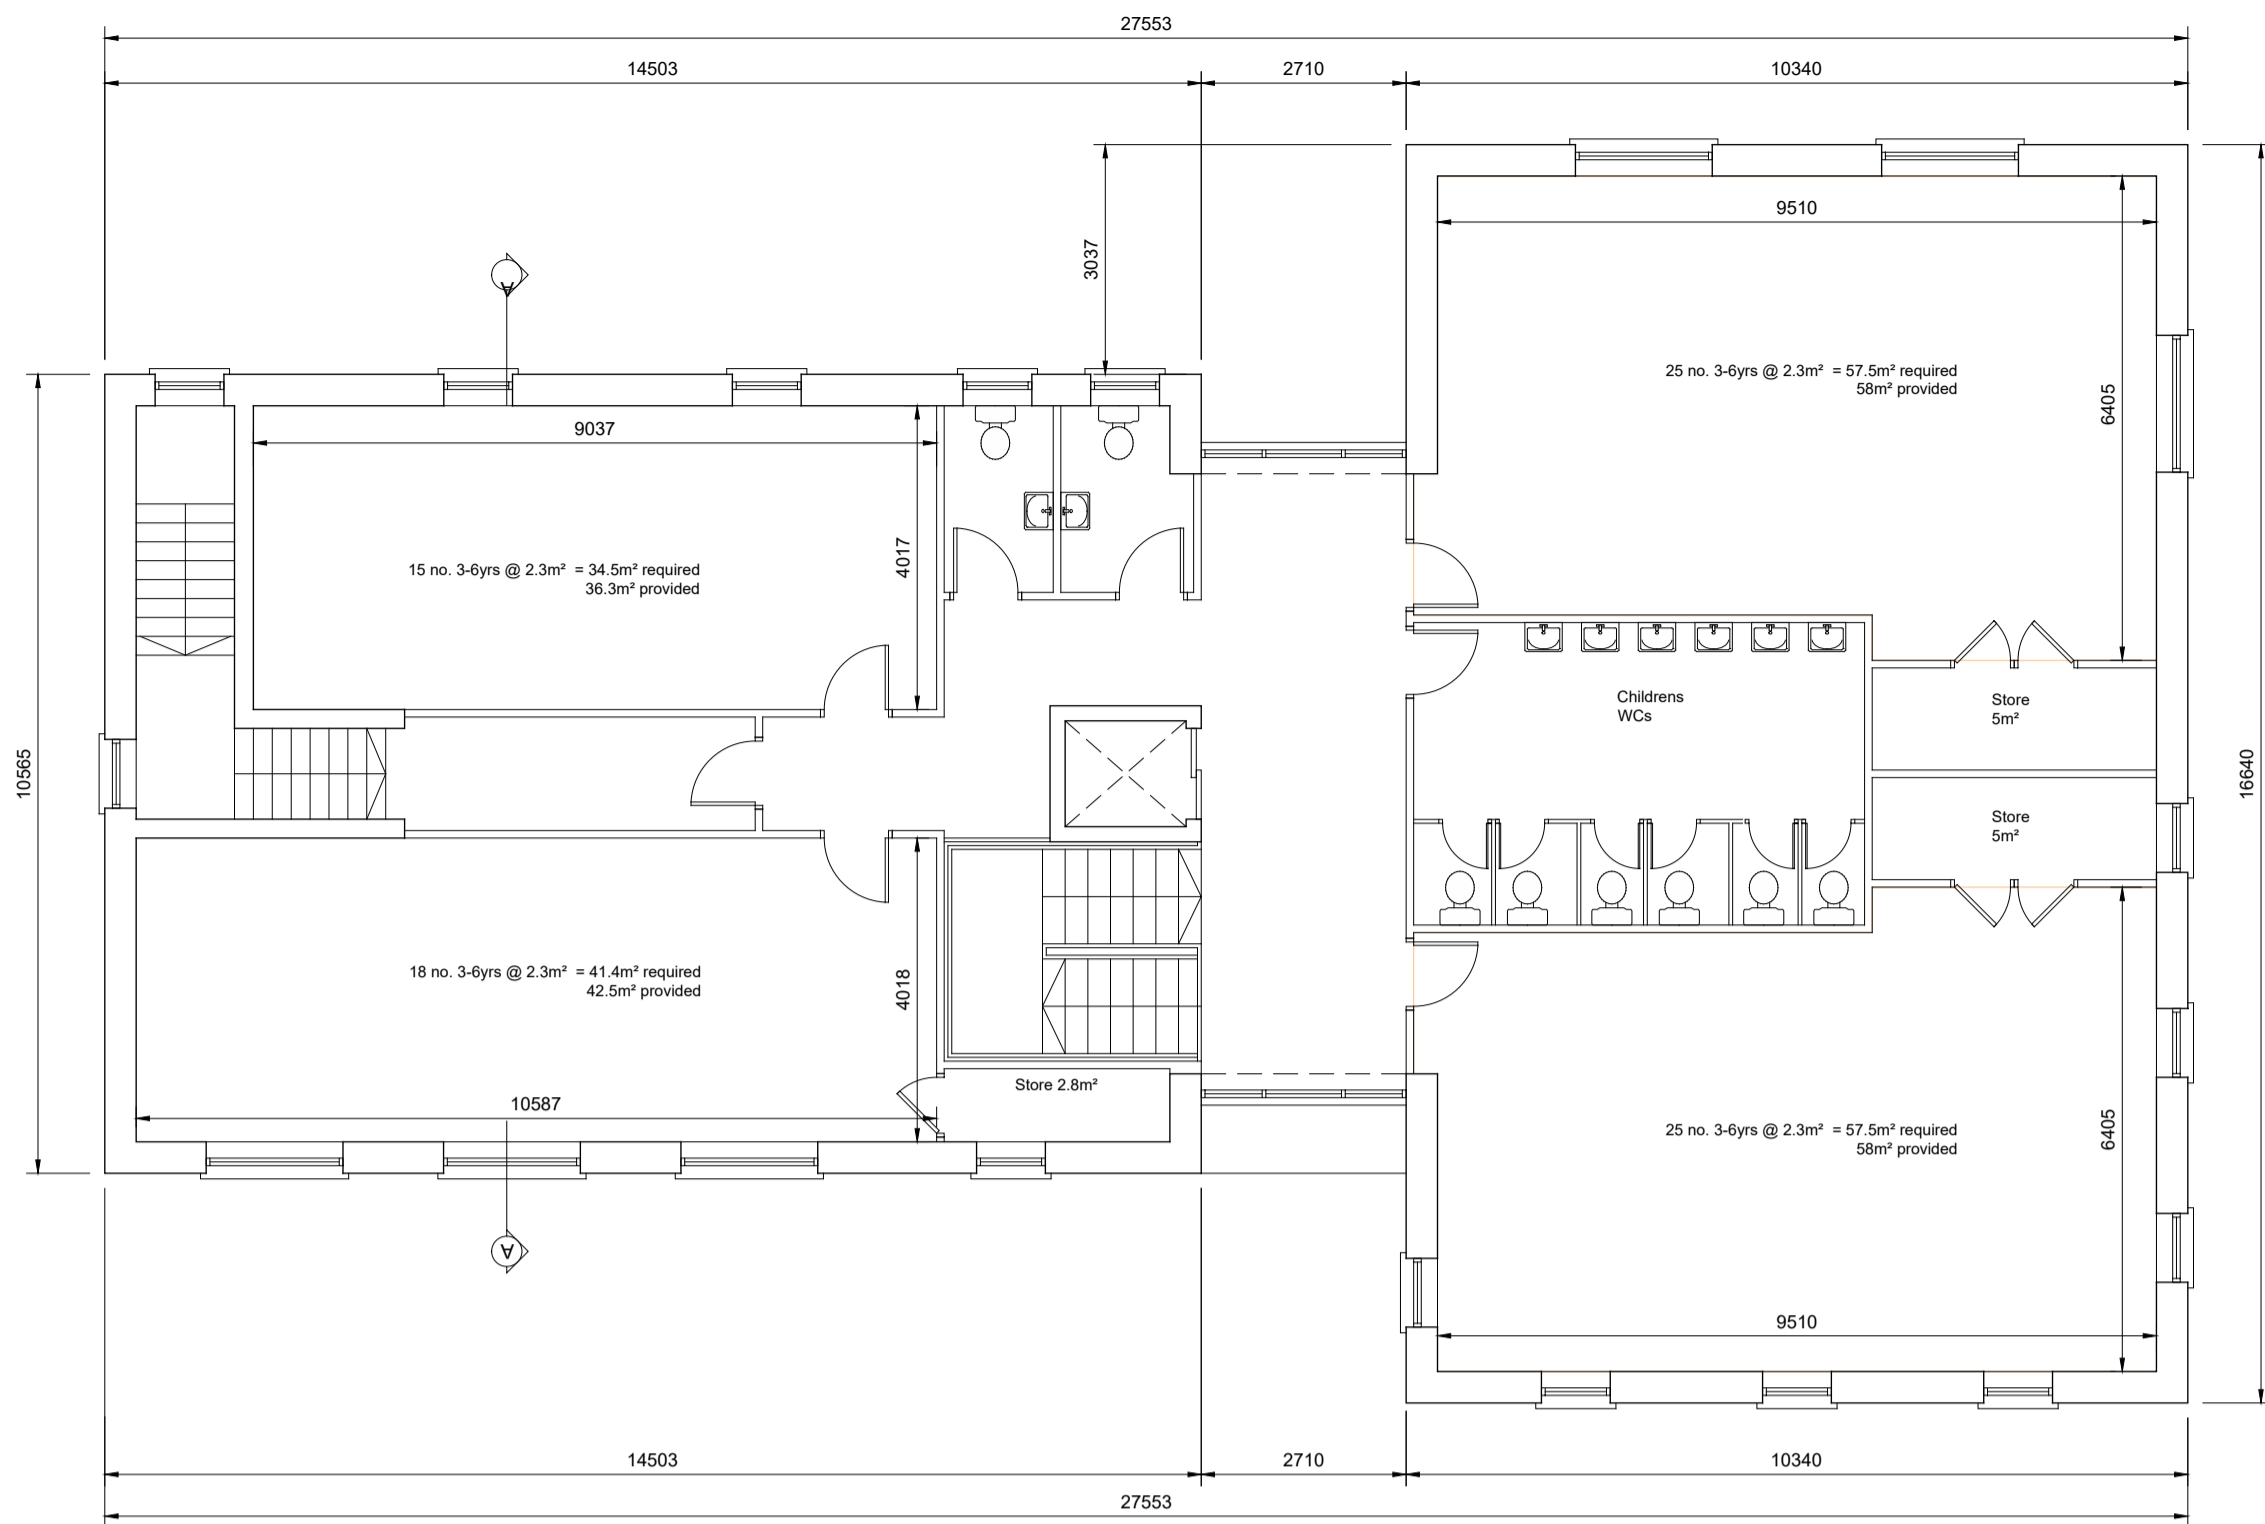 27553
14503
2710
10340
3037
9510
6405
A
9037
4017
15 no. 3-6yrs @ 2.3m² = 34.5m² required
36.3m² provided
25 no. 3-6yrs @ 2.3m² = 57.5m² required
58m² provided
10565
16640
Childrens
WCs
Store
5m²
Store
5m²
18 no. 3-6yrs @ 2.3m² = 41.4m² required
42.5m² provided
4018
10587
Store 2.8m²
25 no. 3-6yrs @ 2.3m² = 57.5m² required
58m² provided
6405
A
9510
14503
2710
10340
27553